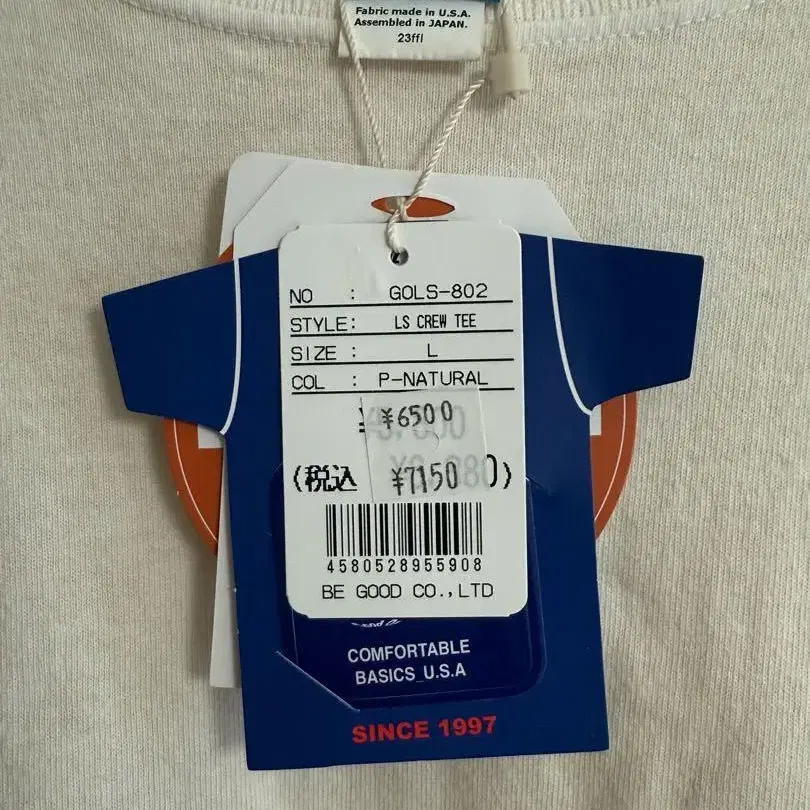 Fabric made in U.S.A.
Assembled in JAPAN.
23ffl
NO : GOLS-802
STYLE: LS CREW TEE
SIZE : L
COL : P-NATURAL
¥6500
(税込 ¥7150 )
4580528955908
BE GOOD CO.,LTD
COMFORTABLE
BASICS_U.S.A
SINCE 1997